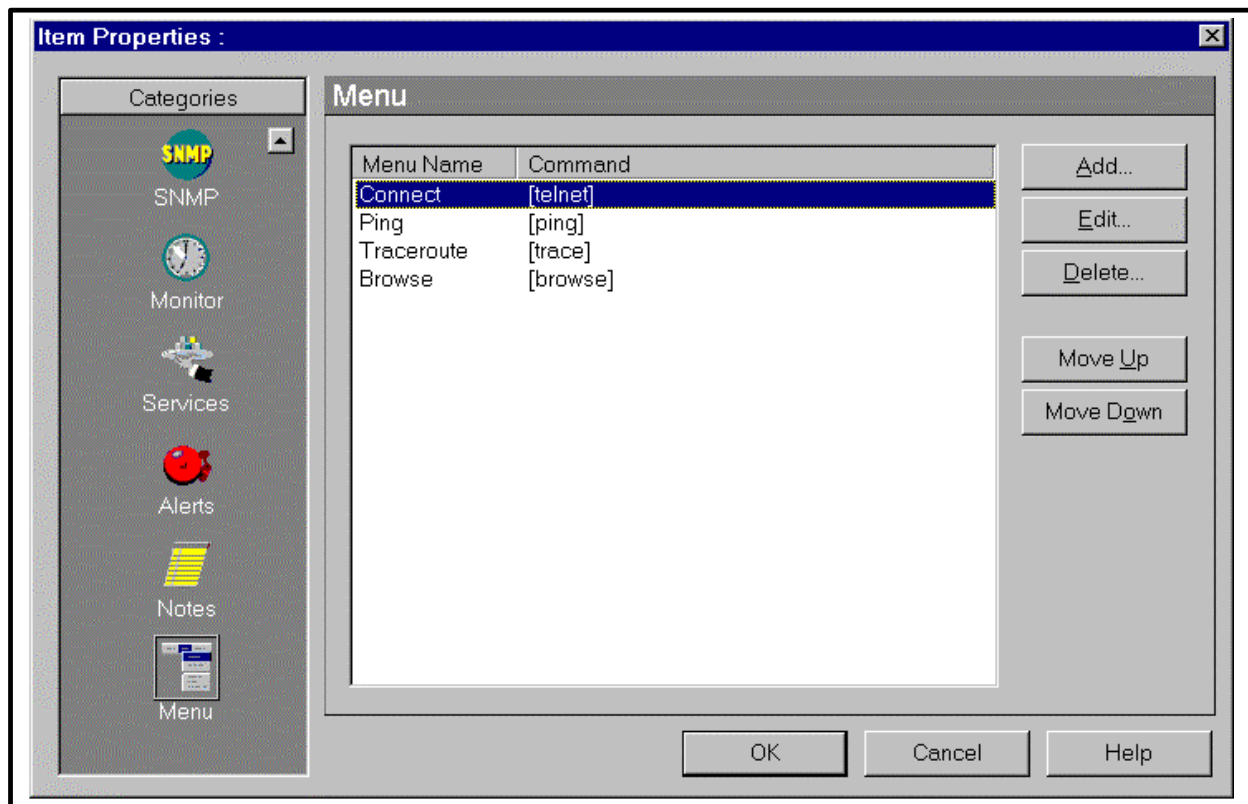 Item Properties :
Categories
SNMP
SNMP
Monitor
Services
Alerts
Notes
Menu
Menu
Menu Name Command
Connect [telnet]
Ping [ping]
Traceroute [trace]
Browse [browse]
Add...
Edit...
Delete...
Move Up
Move Down
OK Cancel Help